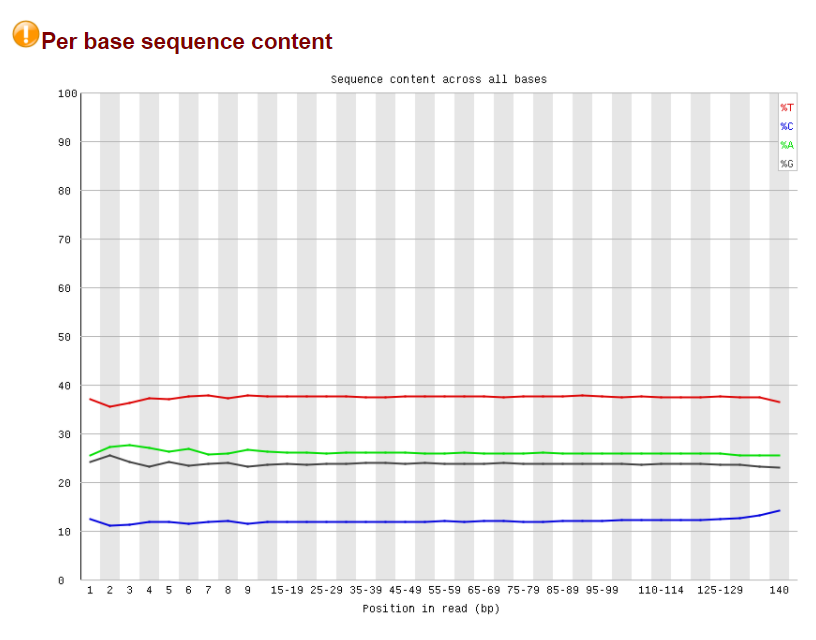 Per base sequence content
Sequence content across all bases
%T
%C
%A
%G
100
90
80
70
60
50
40
30
20
10
0
1 2 3 4 5 6 7 8 9 15-19 25-29 35-39 45-49 55-59 65-69 75-79 85-89 95-99 110-114 125-129 140
Position in read (bp)